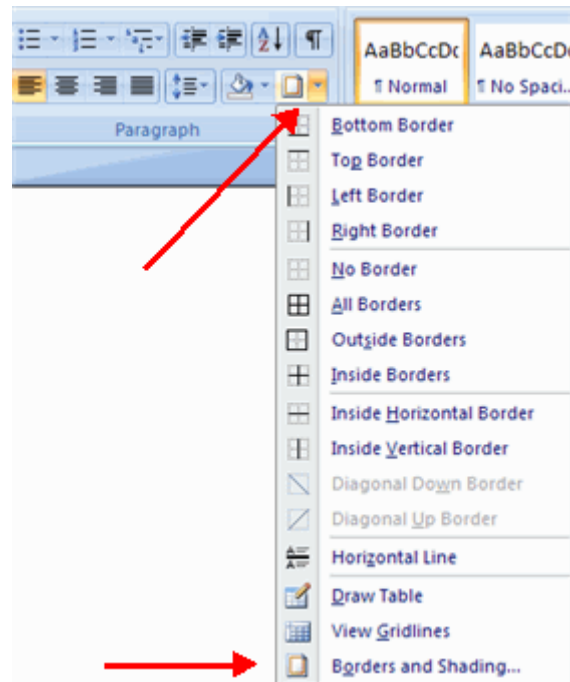 AaBbCcDc AaBbCcD
¶ Normal ¶ No Spaci...
Paragraph
Bottom Border
Top Border
Left Border
Right Border
No Border
All Borders
Outside Borders
Inside Borders
Inside Horizontal Border
Inside Vertical Border
Diagonal Down Border
Diagonal Up Border
Horizontal Line
Draw Table
View Gridlines
Borders and Shading...